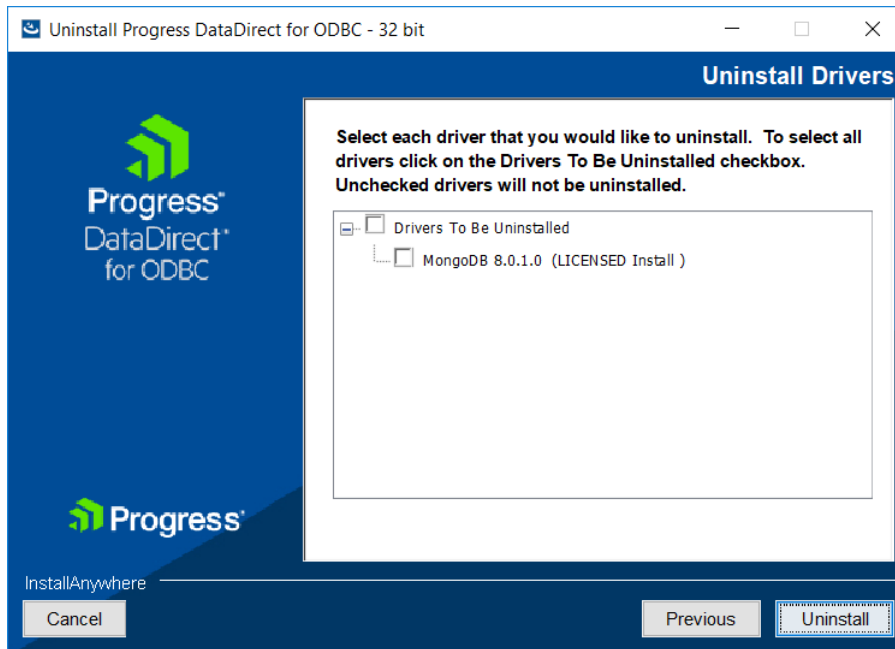 Uninstall Progress DataDirect for ODBC - 32 bit
Uninstall Drivers
Progress®
DataDirect®
for ODBC
Select each driver that you would like to uninstall. To select all
drivers click on the Drivers To Be Uninstalled checkbox.
Unchecked drivers will not be uninstalled.
Drivers To Be Uninstalled
MongoDB 8.0.1.0 (LICENSED Install )
Progress®
InstallAnywhere
Cancel
Previous
Uninstall